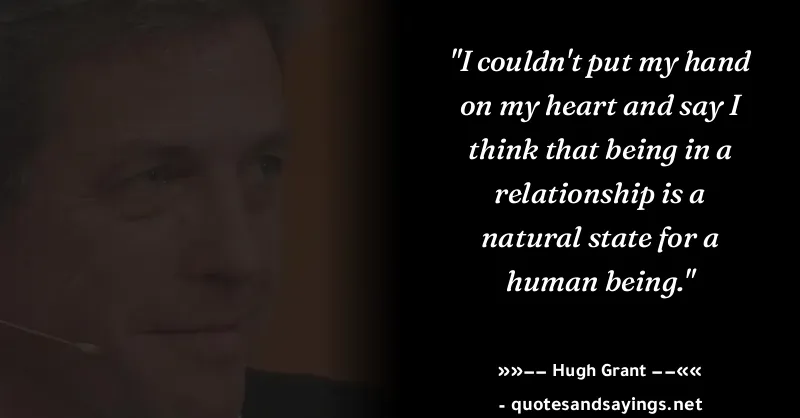 "I couldn't put my hand
on my heart and say I
think that being in a
relationship is a
natural state for a
human being."
»»−− Hugh Grant −−««
- quotesandsayings.net